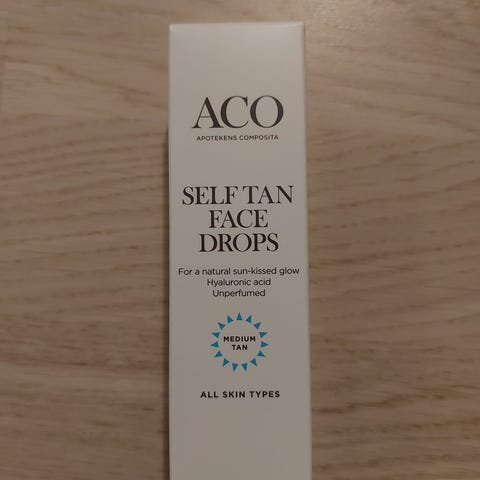 ACO
APOTEKENS COMPOSITA
SELF TAN
FACE
DROPS
For a natural sun-kissed glow
Hyaluronic acid
Unperfumed
MEDIUM
TAN
ALL SKIN TYPES